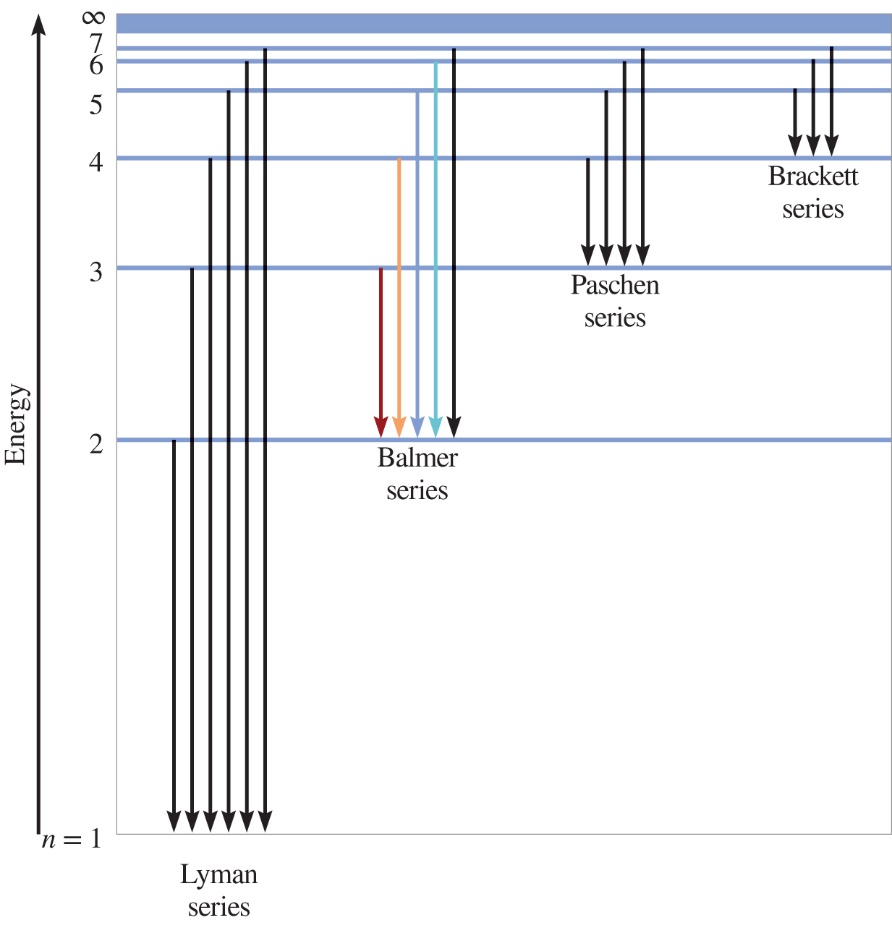 ∞
7
6
5
4
Brackett
series
3
Paschen
series
Energy
2
Balmer
series
n = 1
Lyman
series